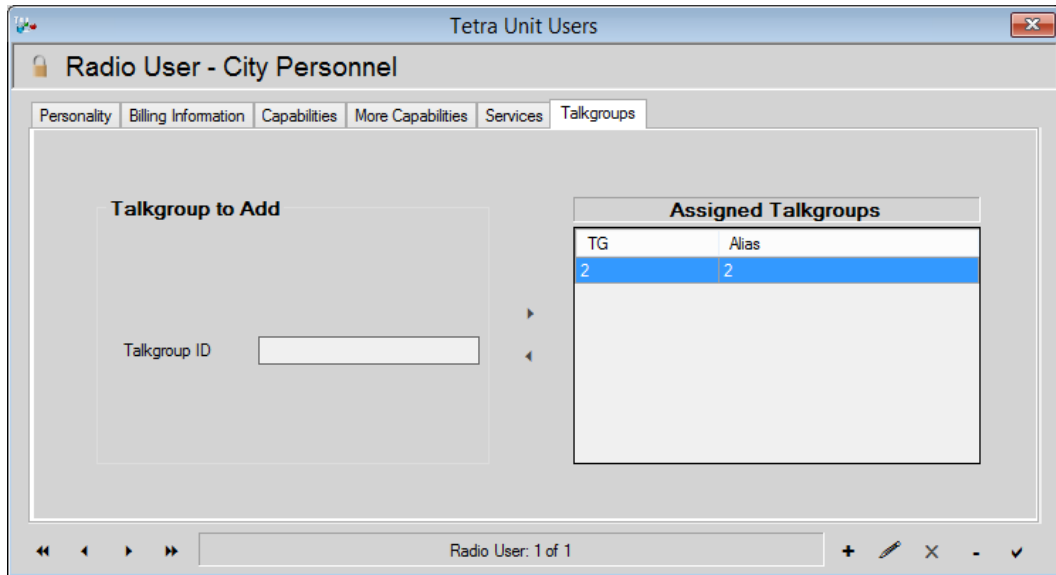 Tetra Unit Users
Radio User - City Personnel
Personality Billing Information Capabilities More Capabilities Services Talkgroups
Talkgroup to Add
Talkgroup ID
Assigned Talkgroups
TG Alias
2 2
Radio User: 1 of 1